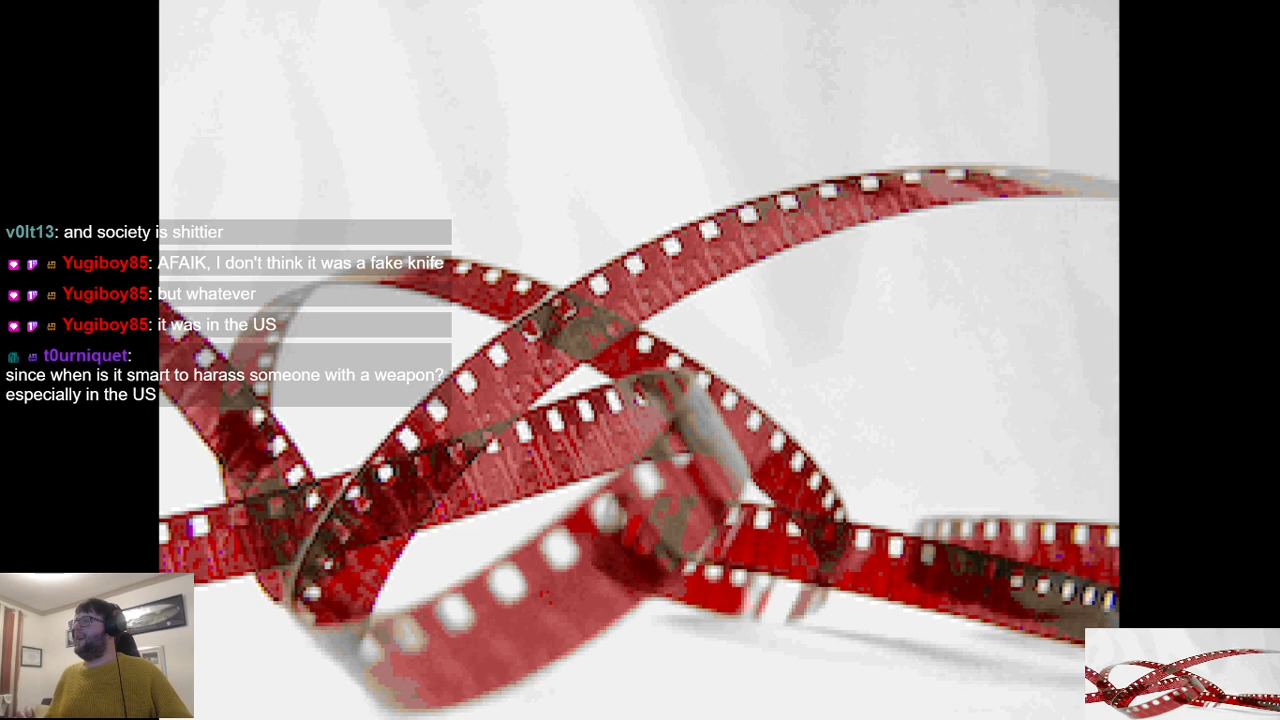 v0lt13: and society is shittier
Yugiboy85: AFAIK, I don't think it was a fake knife
Yugiboy85: but whatever
Yugiboy85: it was in the US
t0urniquet:
since when is it smart to harass someone with a weapon?
especially in the US